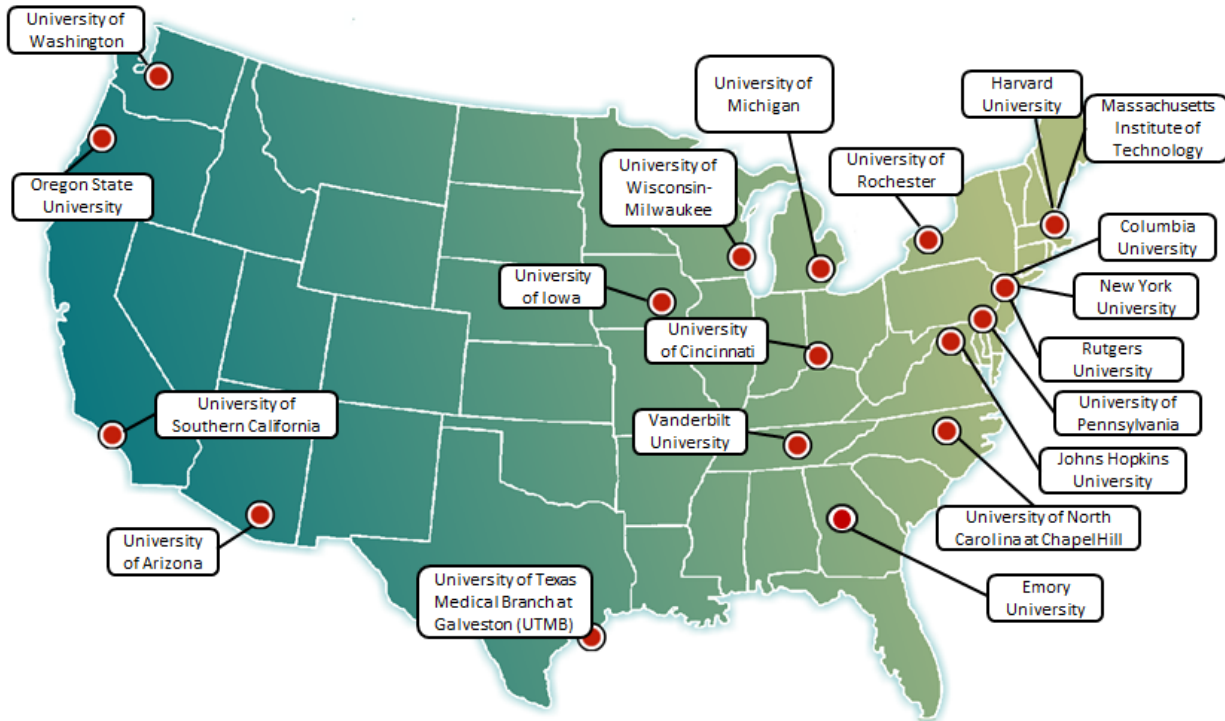 University of
Washington
Oregon State
University
University of
Michigan
University of
Wisconsin-
Milwaukee
University of
Rochester
Harvard
University
Massachusetts
Institute of
Technology
Columbia
University
New York
University
Rutgers
University
University of
Pennsylvania
Johns Hopkins
University
University
of Iowa
University
of Cincinnati
Vanderbilt
University
University of
Southern California
University
of Arizona
University of Texas
Medical Branch at
Galveston (UTMB)
University of North
Carolina at Chapel Hill
Emory
University